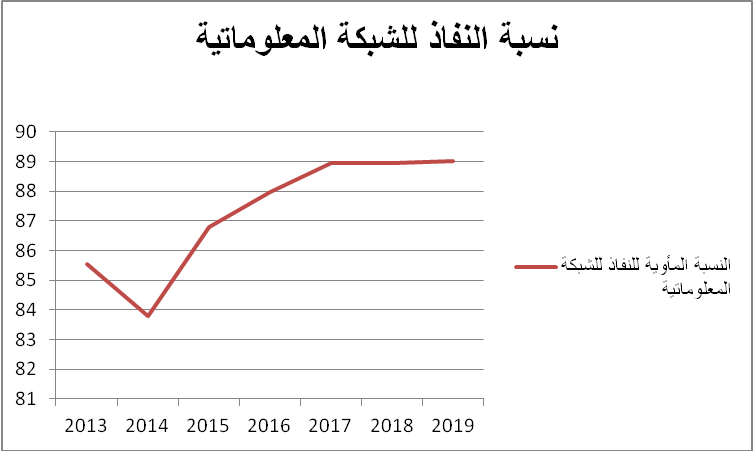 نسبة النفاذ للشبكة المعلوماتية
90
89
88
87
86
85
84
83
82
81
2013 2014 2015 2016 2017 2018 2019
النسبة المأوية للنفاذ للشبكة
المعلوماتية